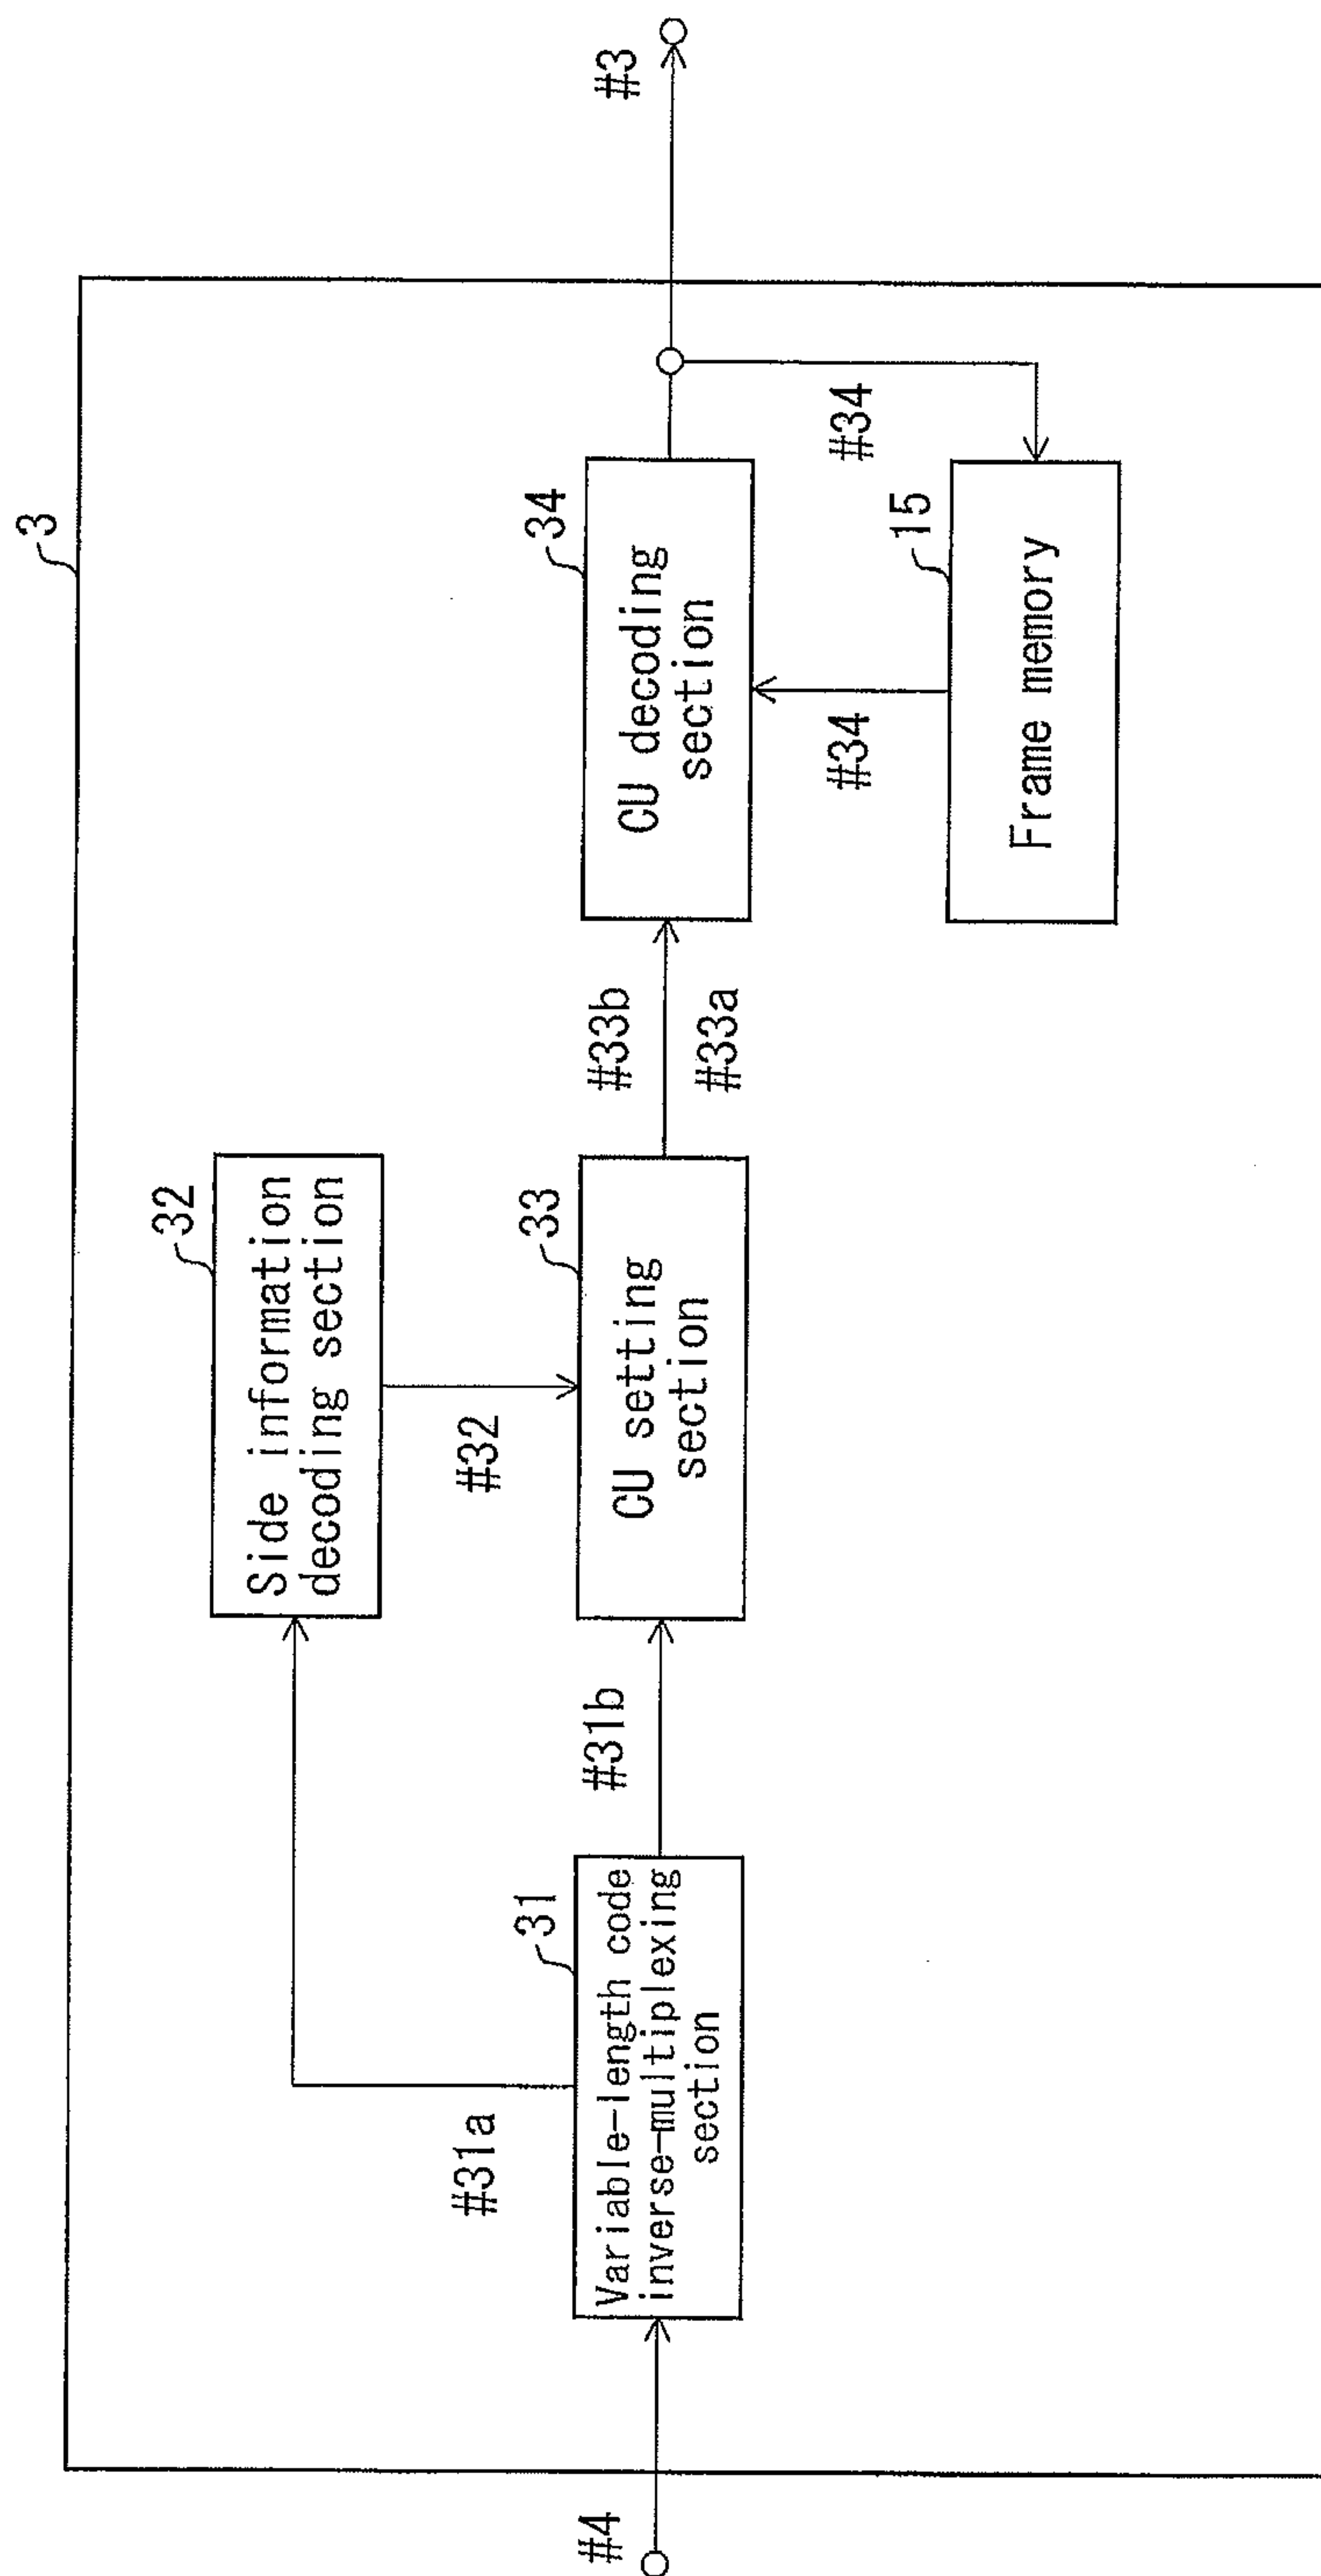 3
#4
#31a
31
Variable-length code
inverse-multiplexing
section
#31b
32
Side information
decoding section
#32
33
CU setting
section
#33b
#33a
34
CU decoding
section
#34
#34
15
Frame memory
#3